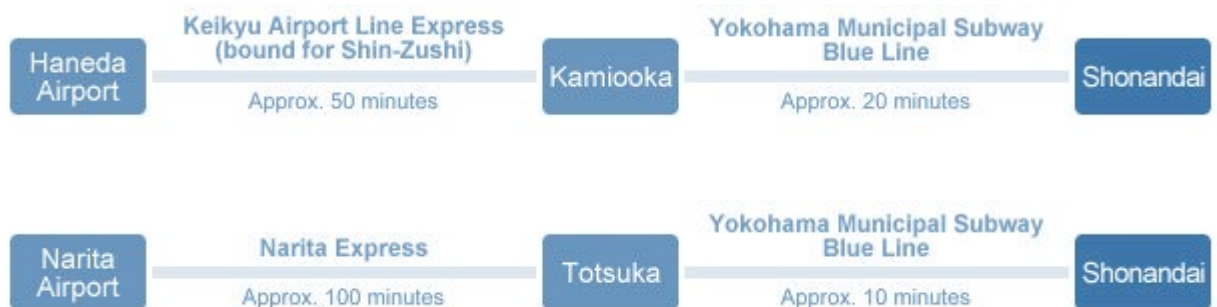 Haneda
Airport
Keikyu Airport Line Express
(bound for Shin-Zushi)
Approx. 50 minutes
Kamiooka
Yokohama Municipal Subway
Blue Line
Approx. 20 minutes
Shonandai
Narita
Airport
Narita Express
Approx. 100 minutes
Totsuka
Yokohama Municipal Subway
Blue Line
Approx. 10 minutes
Shonandai